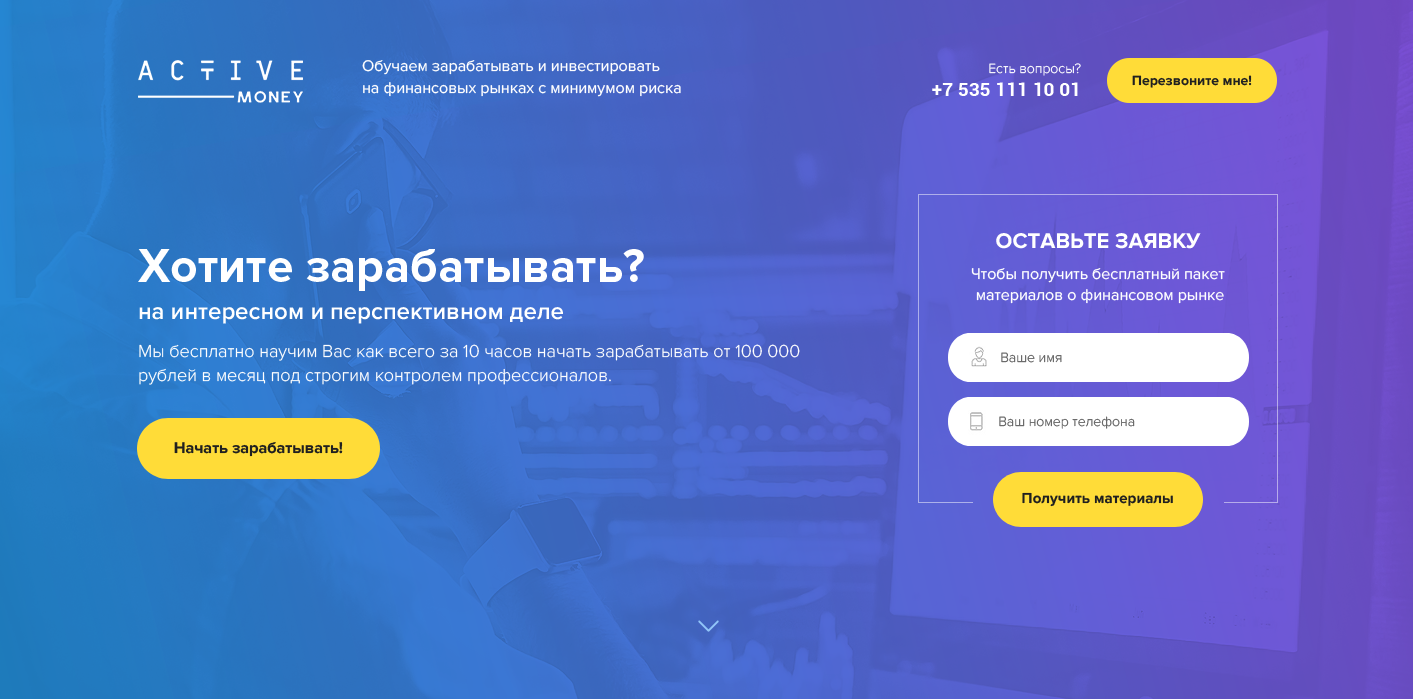 ACTIVE
MONEY
Обучаем зарабатывать и инвестировать
на финансовых рынках с минимумом риска
Есть вопросы?
+7 535 111 10 01
Перезвоните мне!
Хотите зарабатывать?
на интересном и перспективном деле
Мы бесплатно научим Вас как всего за 10 часов начать зарабатывать от 100 000
рублей в месяц под строгим контролем профессионалов.
Начать зарабатывать!
ОСТАВЬТЕ ЗАЯВКУ
Чтобы получить бесплатный пакет
материалов о финансовом рынке
Ваше имя
Ваш номер телефона
Получить материалы